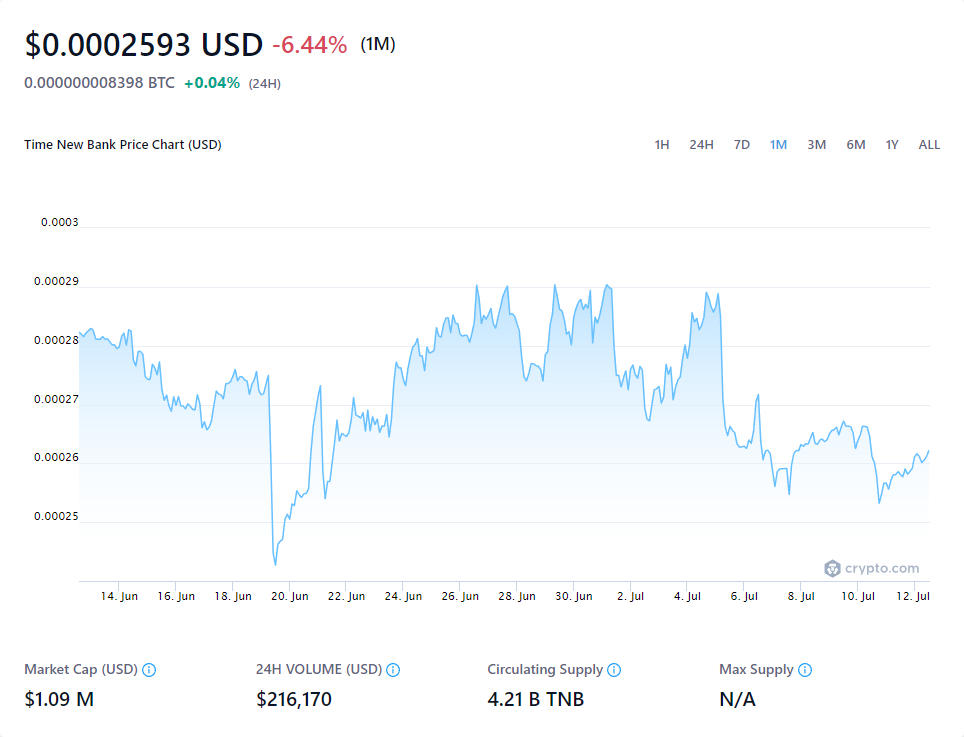 $0.0002593 USD -6.44% (1M)
0.000000008398 BTC +0.04% (24H)
Time New Bank Price Chart (USD) 1H 24H 7D 1M 3M 6M 1Y ALL
0.0003
0.00029
0.00028
0.00027
0.00026
0.00025
crypto.com
14. Jun 16. Jun 18. Jun 20. Jun 22. Jun 24. Jun 26. Jun 28. Jun 30. Jun 2. Jul 4. Jul 6. Jul 8. Jul 10. Jul 12. Jul
Market Cap (USD) 24H VOLUME (USD) Circulating Supply Max Supply
$1.09 M $216,170 4.21 B TNB N/A